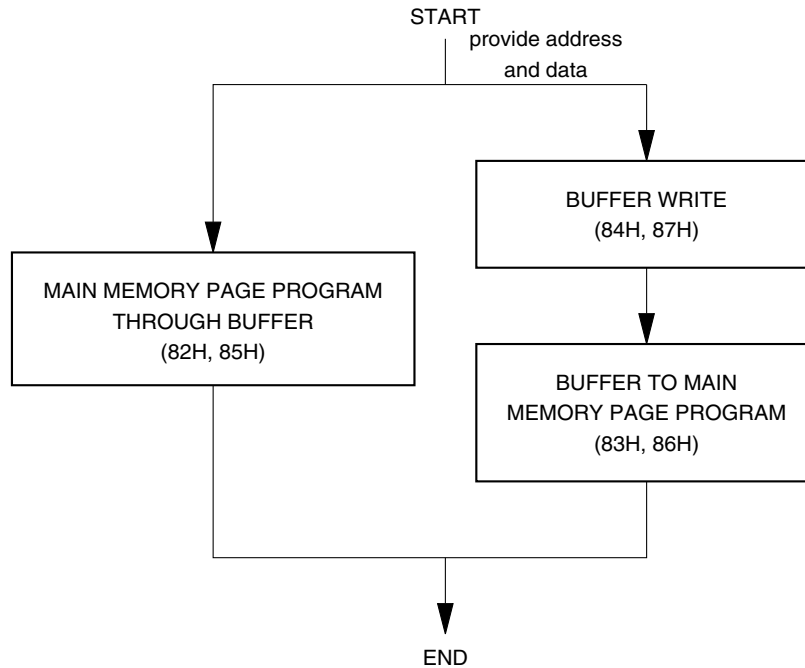 START
provide address
and data
BUFFER WRITE
(84H, 87H)
MAIN MEMORY PAGE PROGRAM
THROUGH BUFFER
(82H, 85H)
BUFFER TO MAIN
MEMORY PAGE PROGRAM
(83H, 86H)
END